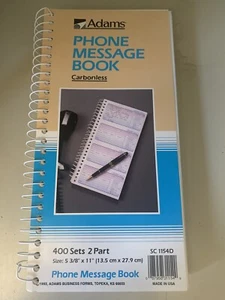 Adams
PHONE
MESSAGE
BOOK
Carbonless
400 Sets 2 Part
SC 1154D
Size: 5 3/8" x 11" (13.5 cm x 27.9 cm)
1990, ADAMS BUSINESS FORMS, TOPEKA, KS
MADE IN USA
Phone Message Book